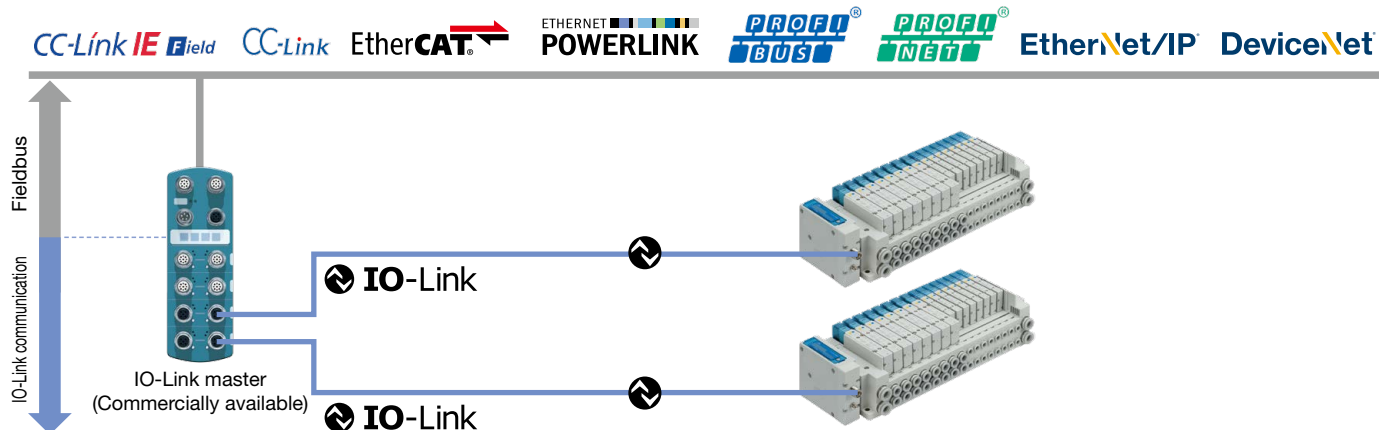 CC-Link IE Field
CC-Link
EtherCAT®
ETHERNET
POWERLINK
PROFI®
BUS
PROFI®
NET
EtherNet/IP
DeviceNet
Fieldbus
IO-Link communication
IO-Link
IO-Link master
(Commercially available)
IO-Link